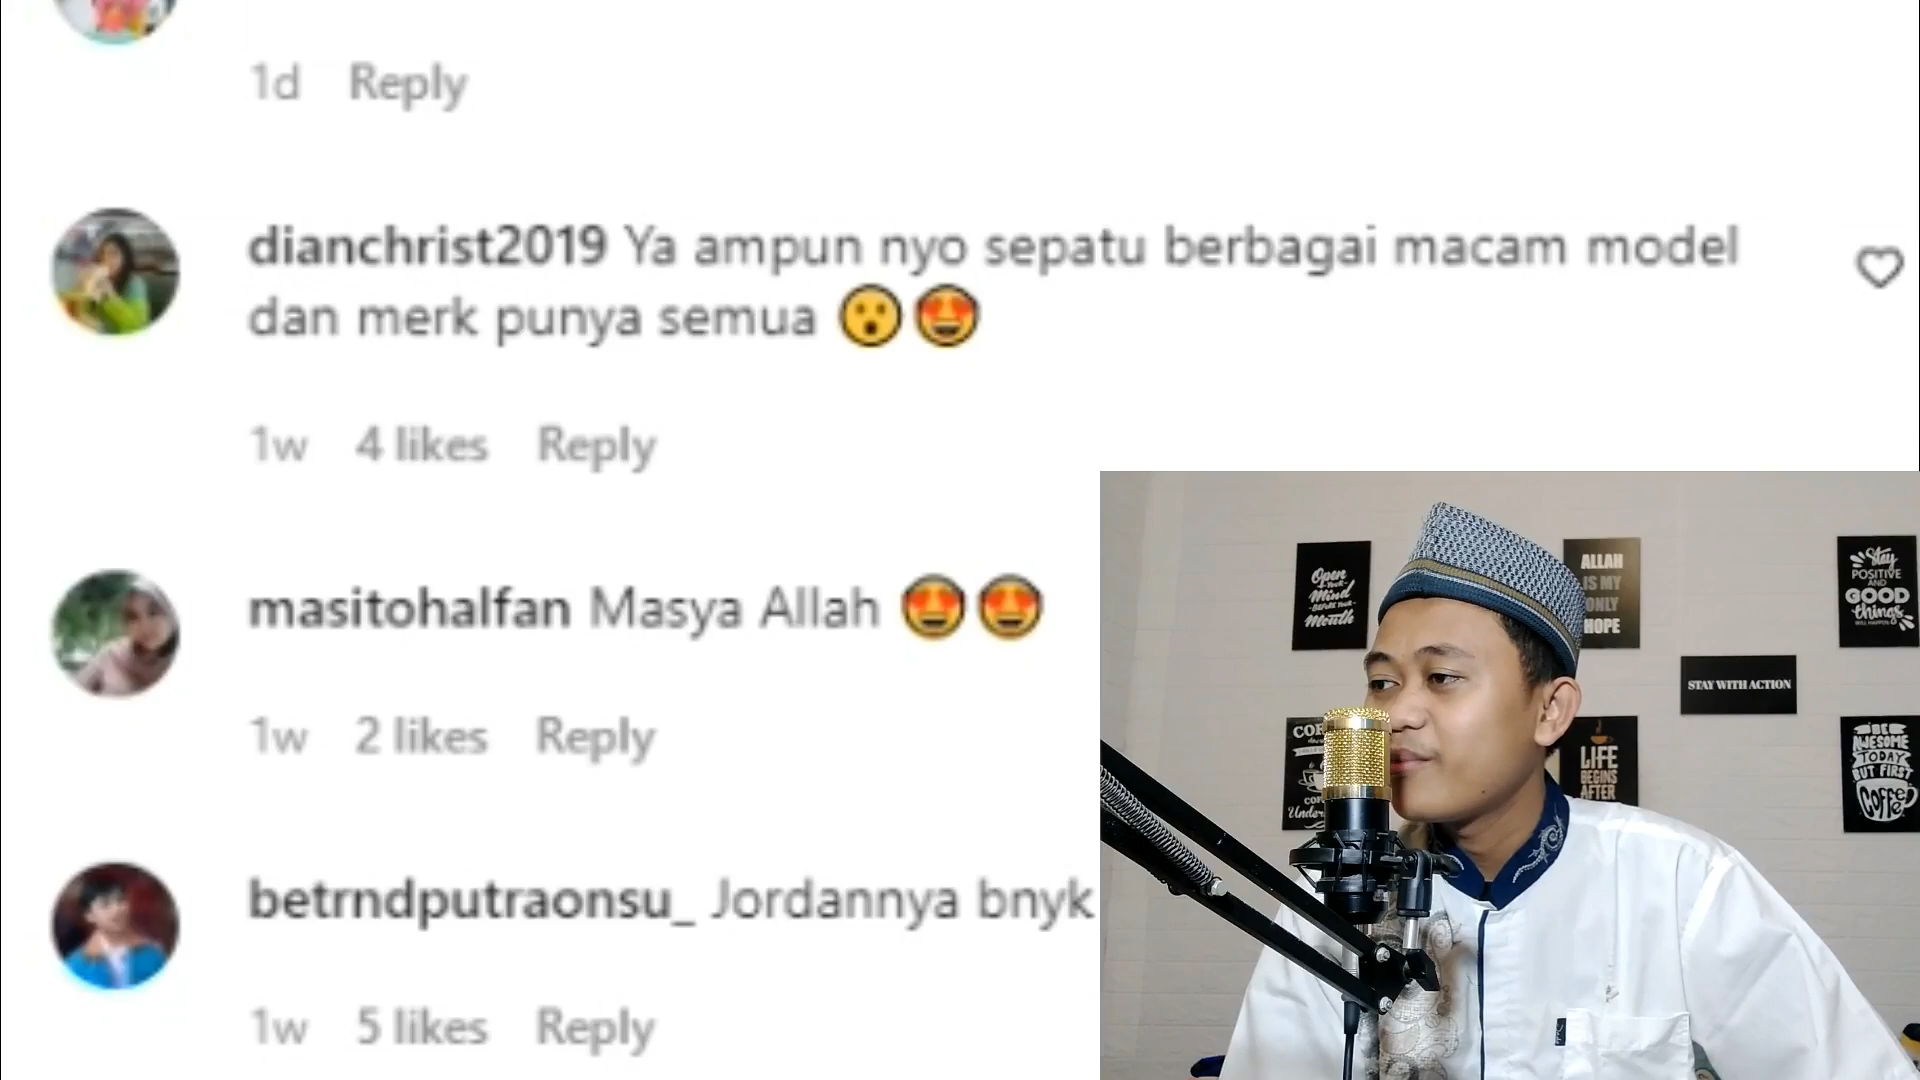 1d Reply
dianchrist2019 Ya ampun nyo sepatu berbagai macam model
dan merk punya semua 😮😍
1w 4 likes Reply
masitohalfan Masya Allah 😍😍
1w 2 likes Reply
betrndputraonsu_ Jordannya bnyk
1w 5 likes Reply
Open
Your
Mind
BEFORE YOUR
Mouth
ALLAH
IS MY
ONLY
HOPE
Stay
POSITIVE
AND
GOOD
things
WILL HAPPEN
STAY WITH ACTION
LIFE
BEGINS
AFTER
BE
AWESOME
TODAY
BUT FIRST
COFFEE